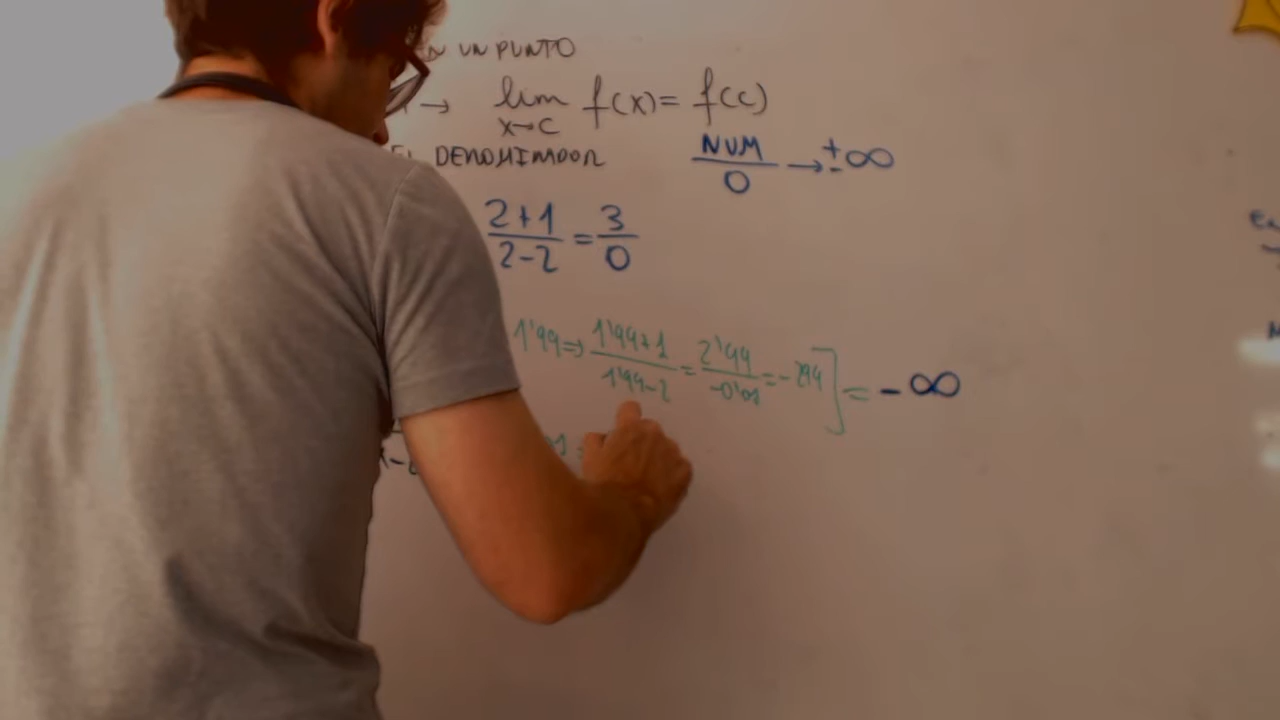 UN PUNTO
→ lim x→c f(x) = f(c)
DENOMINADOR NUM/0 → ±∞
2+1/2-2 = 3/0
1'99 ⇒ 1'99+1/1'99-2 = 2'99/-0'01 = -299] = -∞